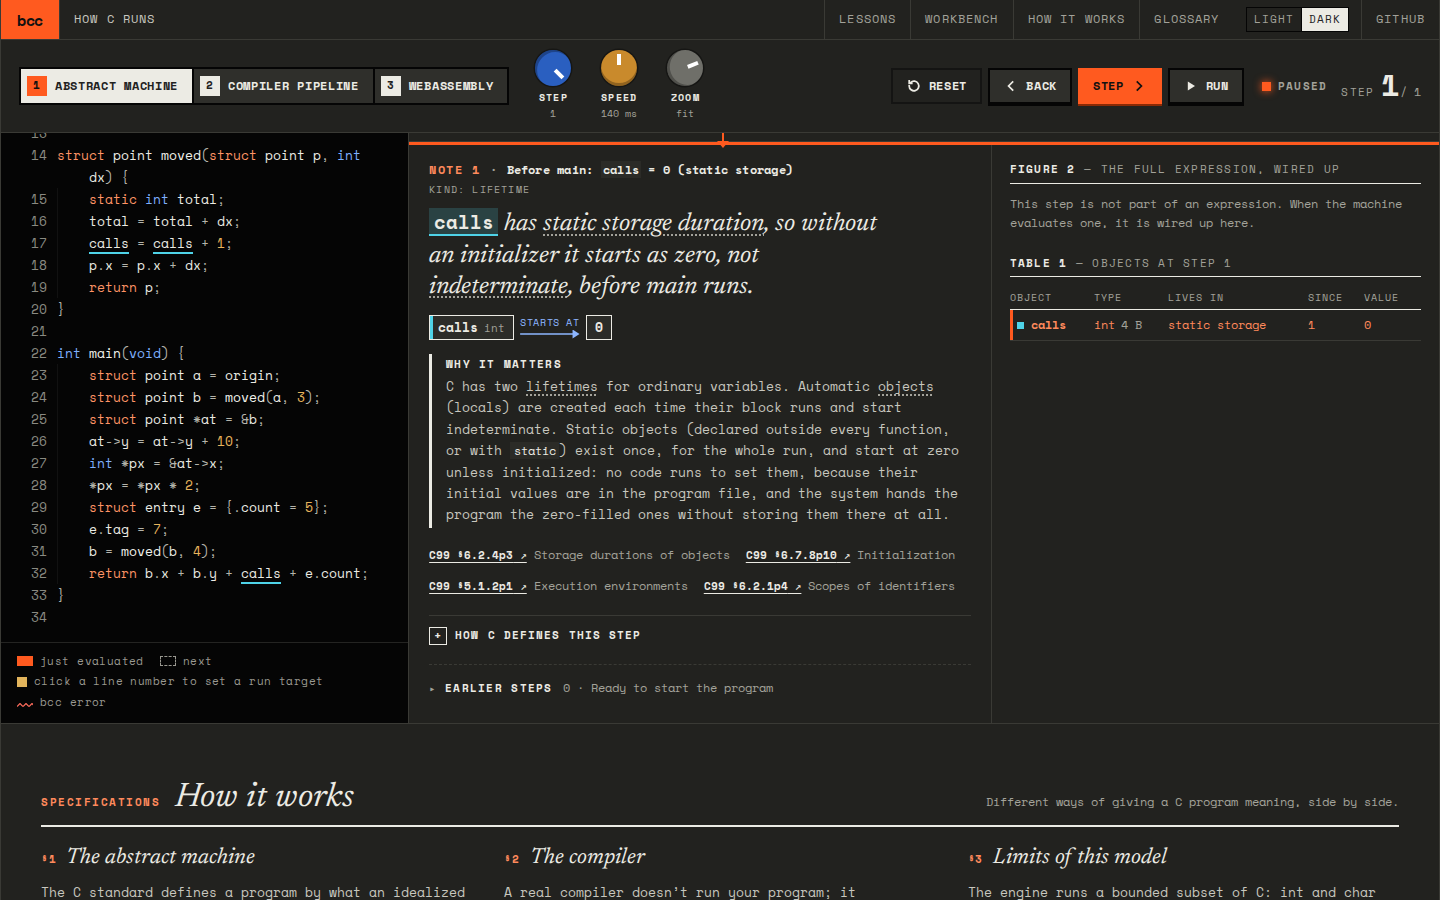 bcc HOW C RUNS LESSONS WORKBENCH HOW IT WORKS GLOSSARY LIGHT DARK GITHUB
1 ABSTRACT MACHINE 2 COMPILER PIPELINE 3 WEBASSEMBLY
STEP SPEED ZOOM
1 140 ms fit
RESET BACK STEP RUN PAUSED STEP 1 / 1
14 struct point moved(struct point p, int
dx) {
15 static int total;
16 total = total + dx;
17 calls = calls + 1;
18 p.x = p.x + dx;
19 return p;
20 }
21
22 int main(void) {
23 struct point a = origin;
24 struct point b = moved(a, 3);
25 struct point *at = &b;
26 at->y = at->y + 10;
27 int *px = &at->x;
28 *px = *px * 2;
29 struct entry e = {.count = 5};
30 e.tag = 7;
31 b = moved(b, 4);
32 return b.x + b.y + calls + e.count;
33 }
34
just evaluated next
click a line number to set a run target
bcc error
NOTE 1 · Before main: calls = 0 (static storage)
KIND: LIFETIME
calls has static storage duration, so without
an initializer it starts as zero, not
indeterminate, before main runs.
calls int STARTS AT 0
WHY IT MATTERS
C has two lifetimes for ordinary variables. Automatic objects
(locals) are created each time their block runs and start
indeterminate. Static objects (declared outside every function,
or with static) exist once, for the whole run, and start at zero
unless initialized: no code runs to set them, because their
initial values are in the program file, and the system hands the
program the zero-filled ones without storing them there at all.
C99 §6.2.4p3 ↗ Storage durations of objects C99 §6.7.8p10 ↗ Initialization
C99 §5.1.2p1 ↗ Execution environments C99 §6.2.1p4 ↗ Scopes of identifiers
+ HOW C DEFINES THIS STEP
▸ EARLIER STEPS 0 · Ready to start the program
FIGURE 2 — THE FULL EXPRESSION, WIRED UP
This step is not part of an expression. When the machine
evaluates one, it is wired up here.
TABLE 1 — OBJECTS AT STEP 1
OBJECT TYPE LIVES IN SINCE VALUE
calls int 4 B static storage 1 0
SPECIFICATIONS How it works Different ways of giving a C program meaning, side by side.
§1 The abstract machine
The C standard defines a program by what an idealized
§2 The compiler
A real compiler doesn't run your program; it
§3 Limits of this model
The engine runs a bounded subset of C: int and char